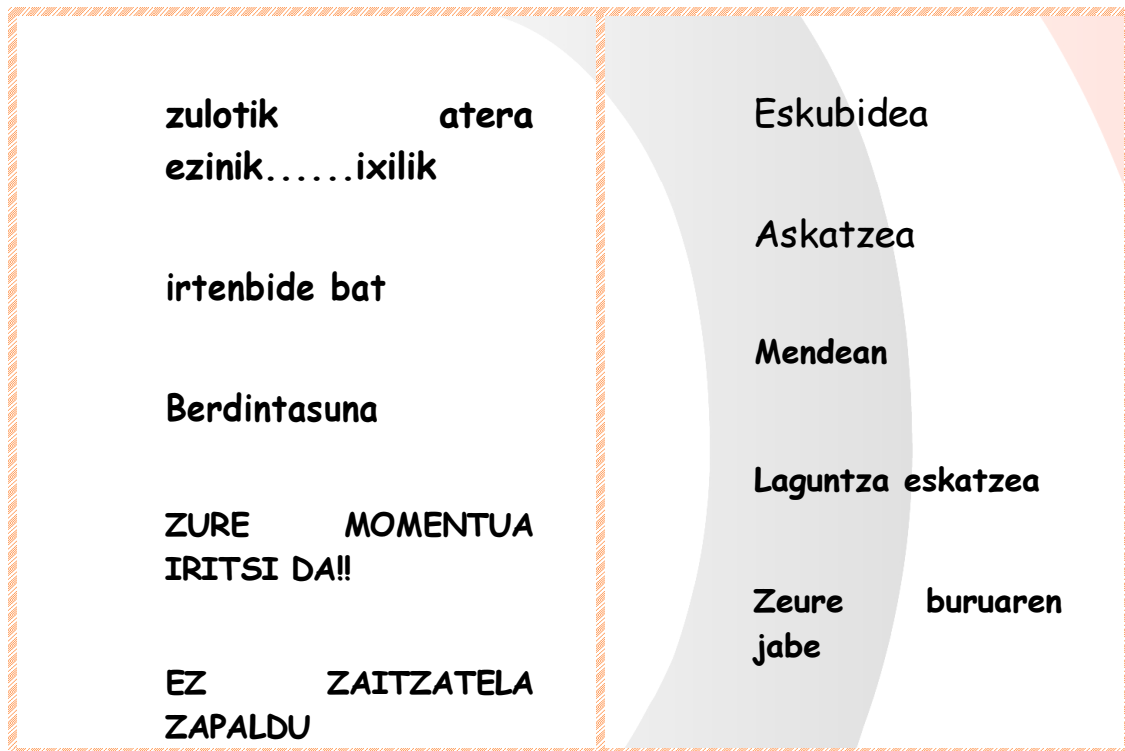 zulotik atera
ezinik......ixilik
irtenbide bat
Berdintasuna
ZURE MOMENTUA
IRITSI DA!!
EZ ZAITZATELA
ZAPALDU
Eskubidea
Askatzea
Mendean
Laguntza eskatzea
Zeure buruaren
jabe